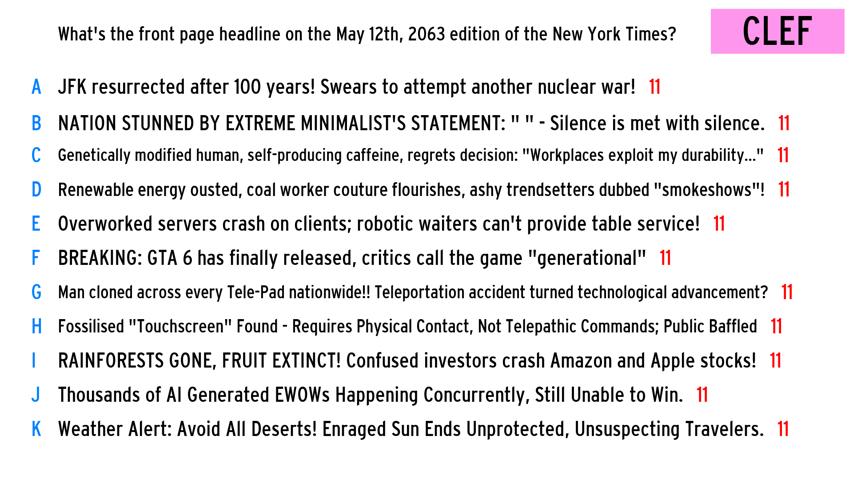 What's the front page headline on the May 12th, 2063 edition of the New York Times?
CLEF
A JFK resurrected after 100 years! Swears to attempt another nuclear war! 11
B NATION STUNNED BY EXTREME MINIMALIST'S STATEMENT: " " - Silence is met with silence. 11
C Genetically modified human, self-producing caffeine, regrets decision: "Workplaces exploit my durability..." 11
D Renewable energy ousted, coal worker couture flourishes, ashy trendsetters dubbed "smokeshows"! 11
E Overworked servers crash on clients; robotic waiters can't provide table service! 11
F BREAKING: GTA 6 has finally released, critics call the game "generational" 11
G Man cloned across every Tele-Pad nationwide!! Teleportation accident turned technological advancement? 11
H Fossilised "Touchscreen" Found - Requires Physical Contact, Not Telepathic Commands; Public Baffled 11
I RAINFORESTS GONE, FRUIT EXTINCT! Confused investors crash Amazon and Apple stocks! 11
J Thousands of AI Generated EWOWs Happening Concurrently, Still Unable to Win. 11
K Weather Alert: Avoid All Deserts! Enraged Sun Ends Unprotected, Unsuspecting Travelers. 11